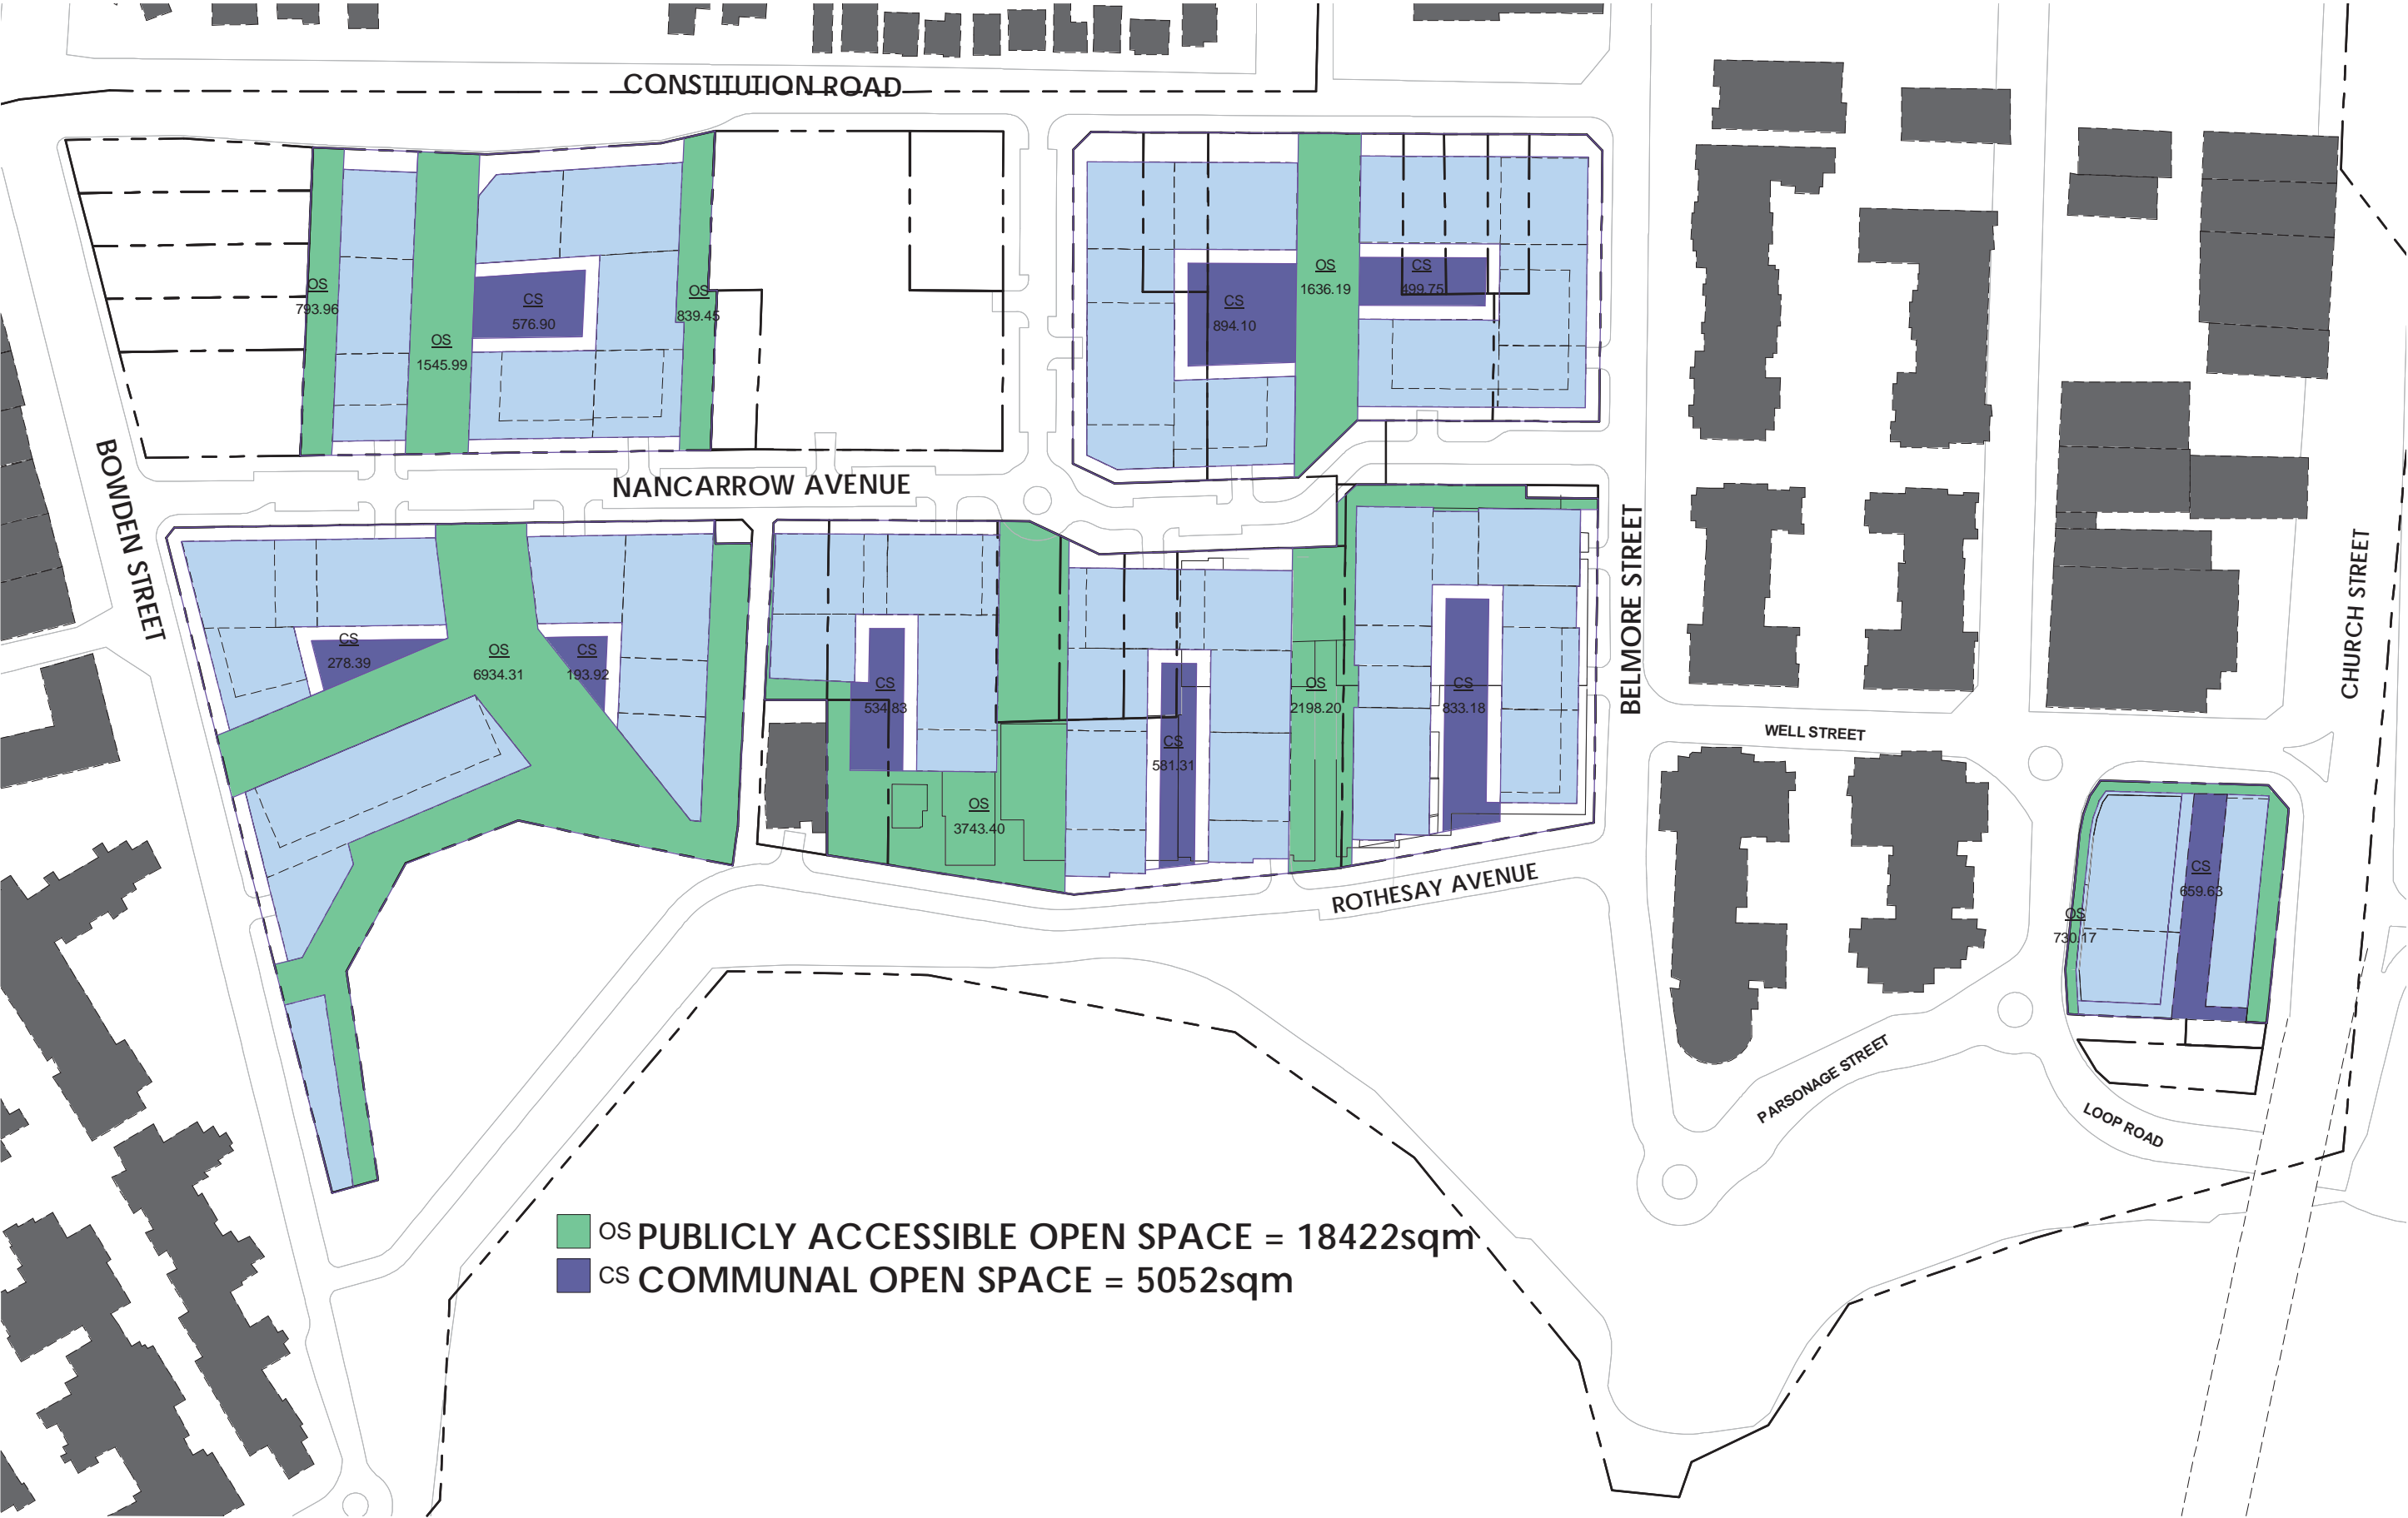 CONSTITUTION ROAD
OS
793.96
OS
1545.99
CS
576.90
OS
839.45
CS
894.10
OS
1636.19
CS
499.75
BOWDEN STREET
NANCARROW AVENUE
BELMORE STREET
CHURCH STREET
CS
278.39
OS
6934.31
CS
193.92
CS
534.83
OS
3743.40
CS
581.31
OS
2198.20
CS
833.18
WELL STREET
ROTHESAY AVENUE
CS
659.63
OS
730.17
PARSONAGE STREET
LOOP ROAD
OS PUBLICLY ACCESSIBLE OPEN SPACE = 18422sqm
CS COMMUNAL OPEN SPACE = 5052sqm